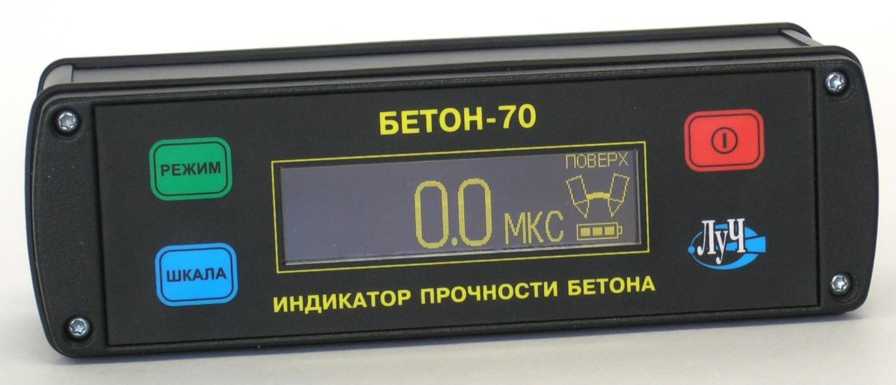 БЕТОН-70
РЕЖИМ
ШКАЛА
ПОВЕРХ
0.0 МКС
ЛуЧ
ИНДИКАТОР ПРОЧНОСТИ БЕТОНА